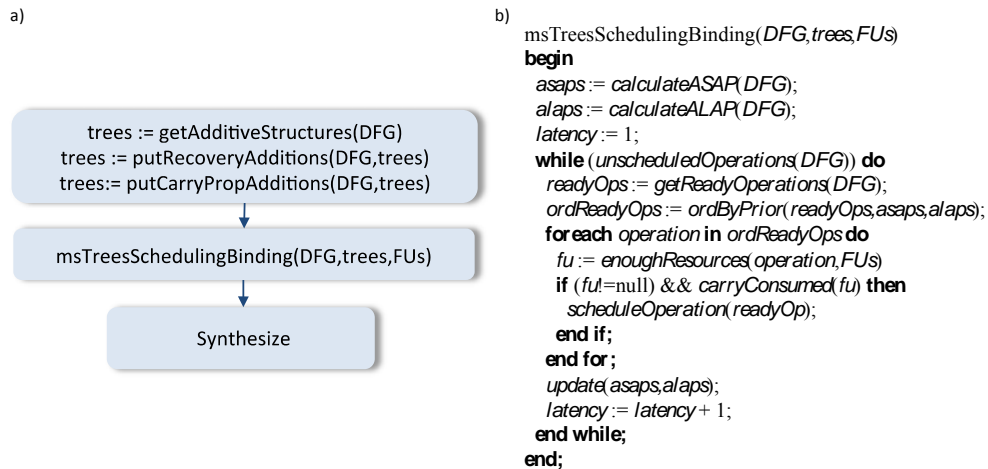 a)
trees := getAdditiveStructures(DFG)
trees := putRecoveryAdditions(DFG,trees)
trees:= putCarryPropAdditions(DFG,trees)
msTreesSchedulingBinding(DFG,trees,FUs)
Synthesize
b)
msTreesSchedulingBinding(DFG,trees,FUs)
begin
asaps := calculateASAP(DFG);
alaps := calculateALAP(DFG);
latency := 1;
while (unscheduledOperations(DFG)) do
readyOps := getReadyOperations(DFG);
ordReadyOps := ordByPrior(readyOps,asaps,alaps);
foreach operation in ordReadyOps do
fu := enoughResources(operation,FUs)
if (fu!=null) && carryConsumed(fu) then
scheduleOperation(readyOp);
end if;
end for;
update(asaps,alaps);
latency := latency + 1;
end while;
end;